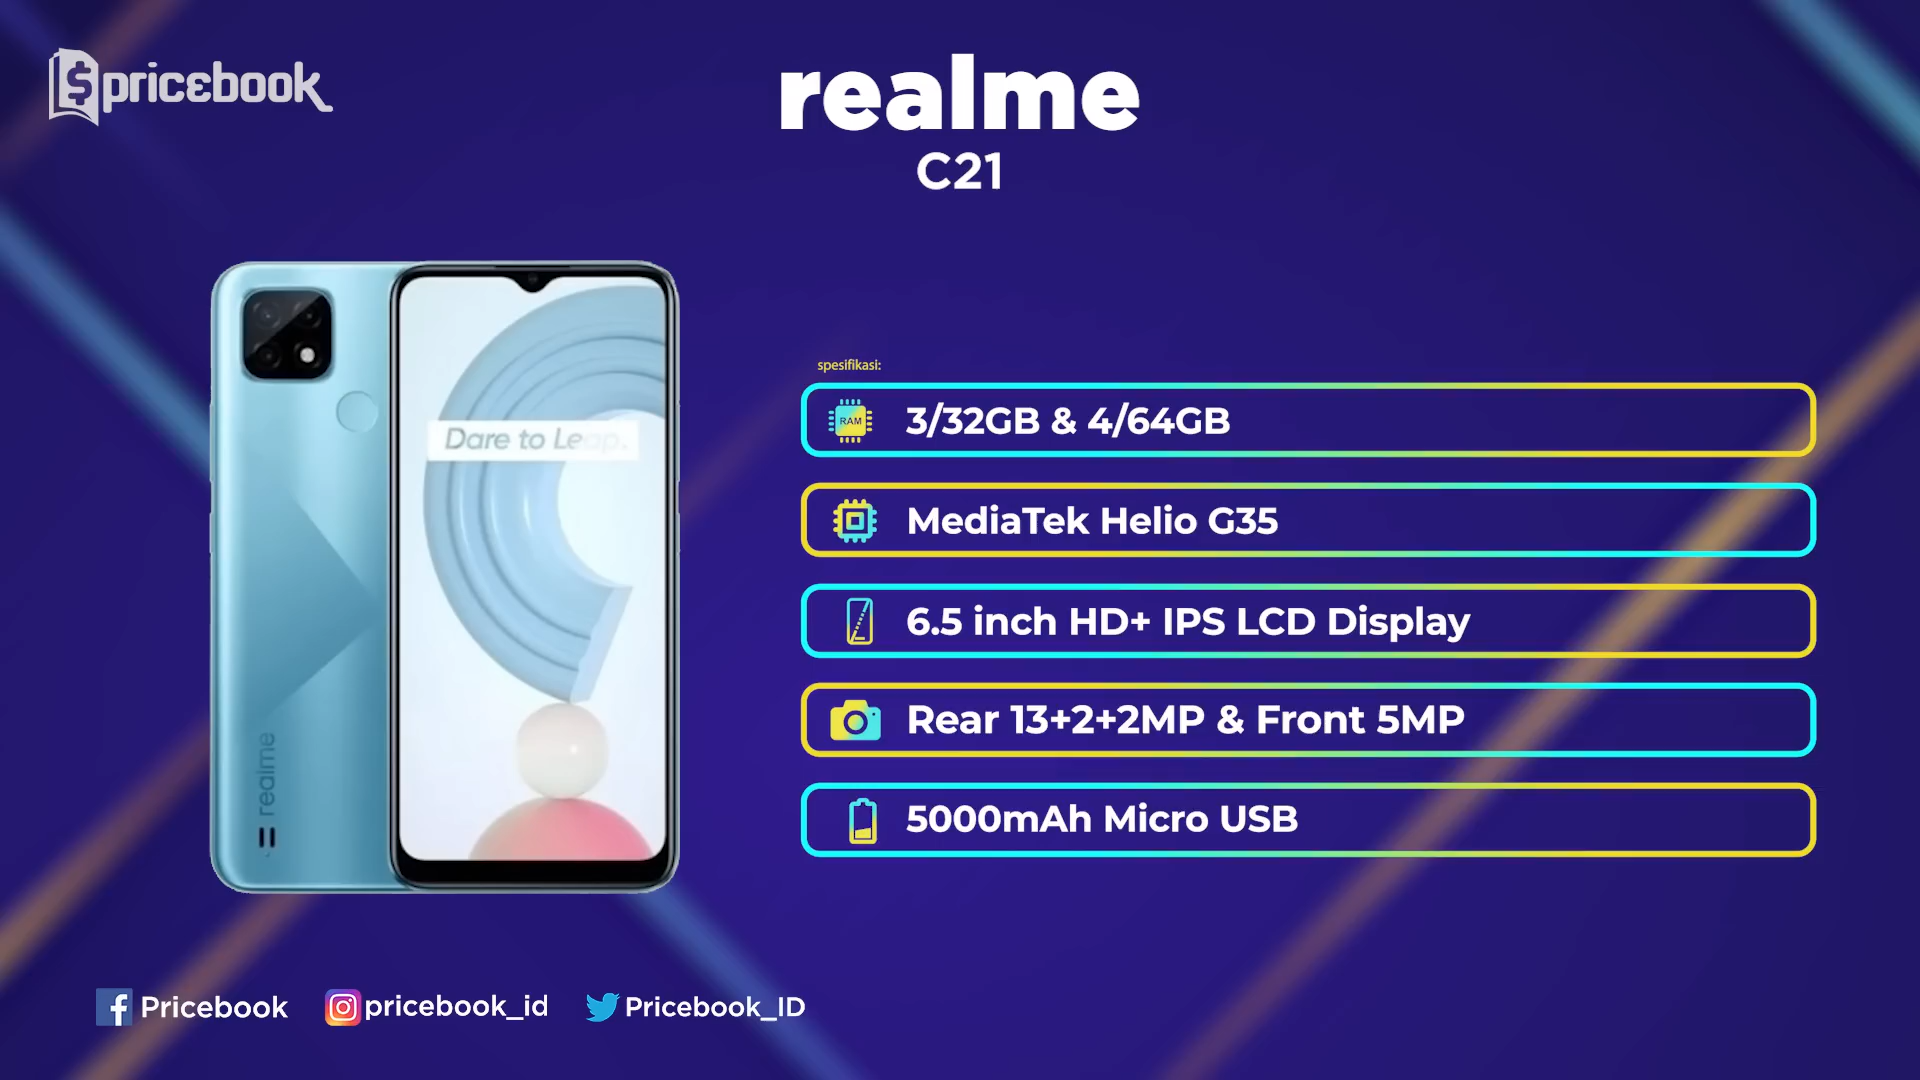 pricebook
realme
C21
Dare to Leap.
realme
spesifikasi:
RAM
3/32GB & 4/64GB
MediaTek Helio G35
6.5 inch HD+ IPS LCD Display
Rear 13+2+2MP & Front 5MP
5000mAh Micro USB
Pricebook
pricebook_id
Pricebook_ID